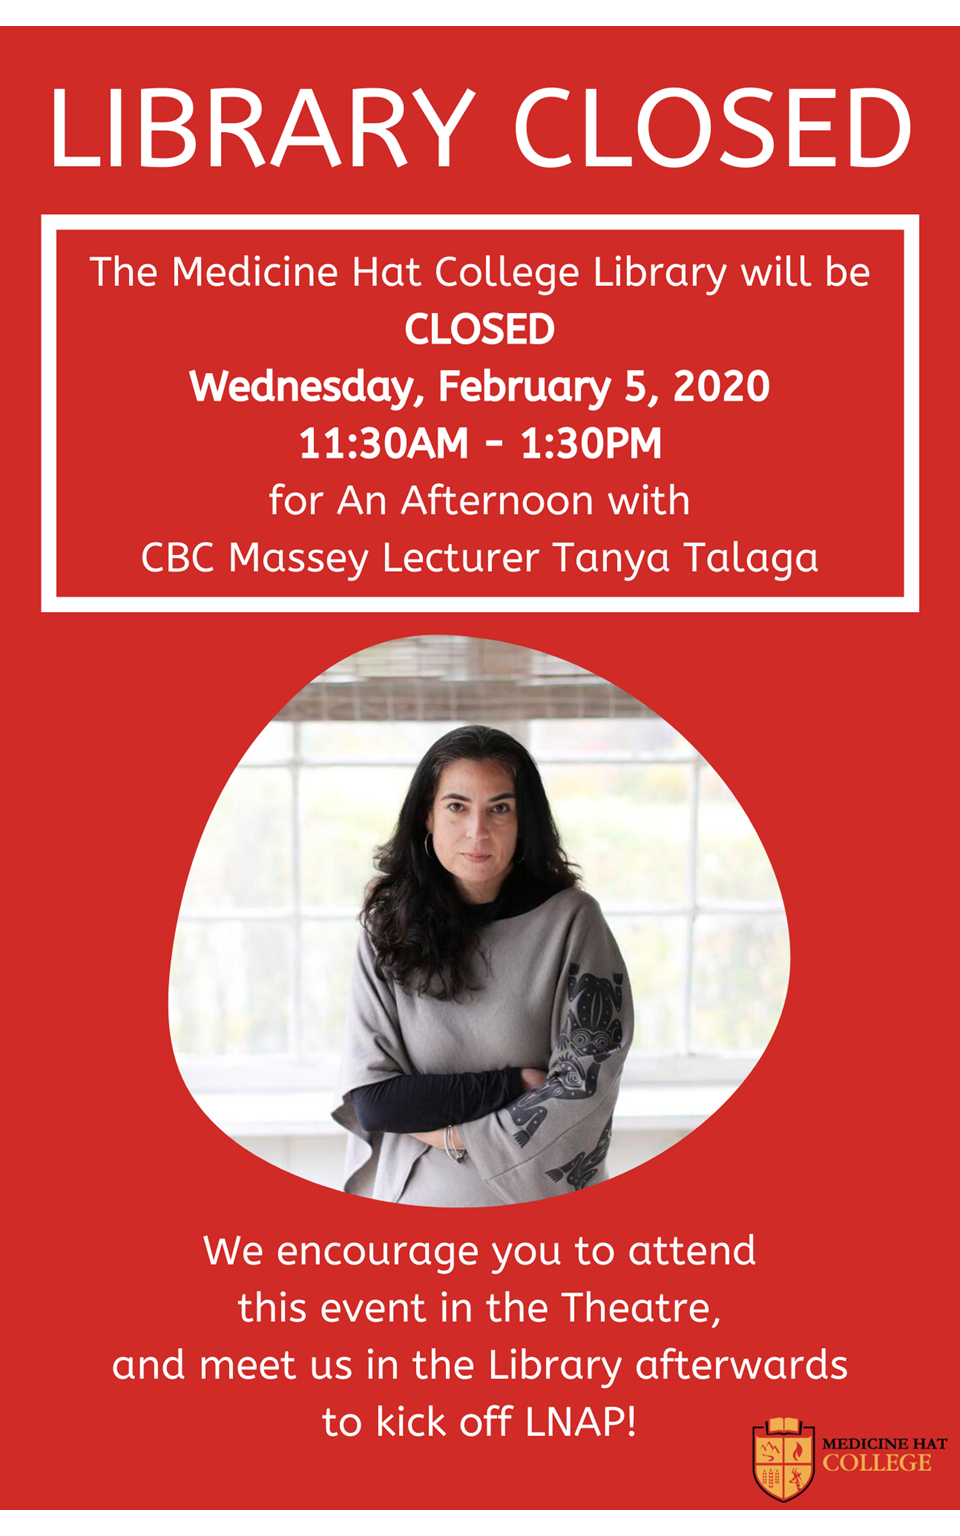 LIBRARY CLOSED
The Medicine Hat College Library will be
CLOSED
Wednesday, February 5, 2020
11:30AM - 1:30PM
for An Afternoon with
CBC Massey Lecturer Tanya Talaga
We encourage you to attend
this event in the Theatre,
and meet us in the Library afterwards
to kick off LNAP!
MEDICINE HAT
COLLEGE